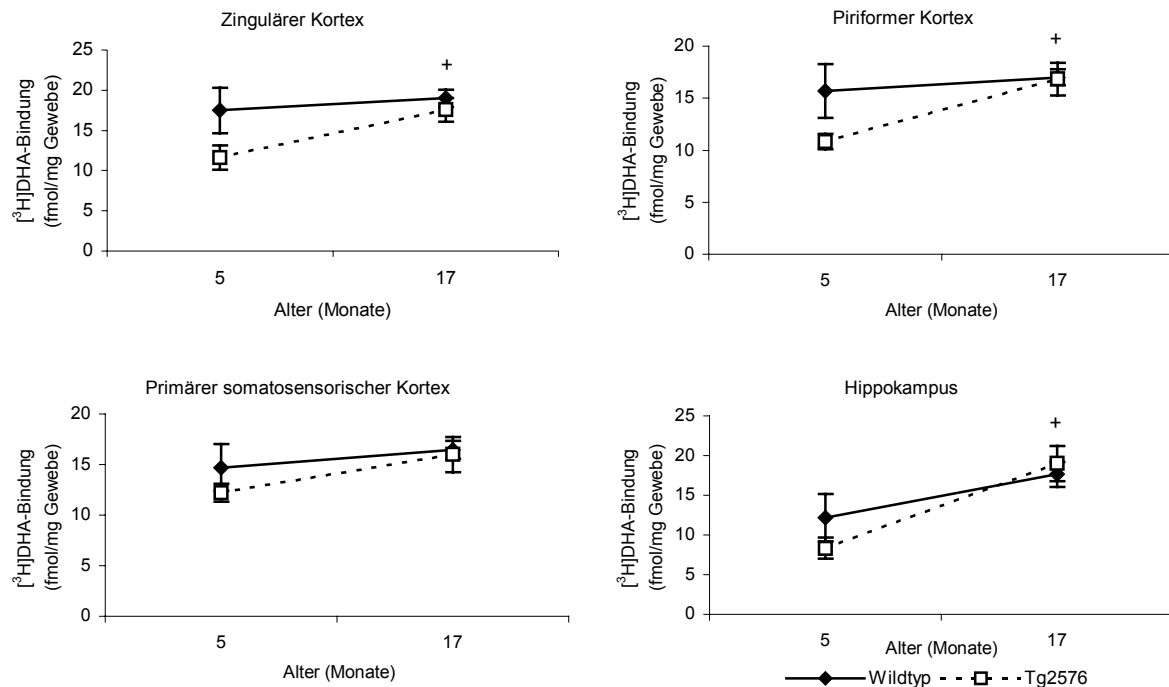 Zingulärer Kortex
+
25
20
15
10
5
0
[³H]DHA-Bindung
(fmol/mg Gewebe)
5
17
Alter (Monate)
Piriformer Kortex
+
20
15
10
5
0
[³H]DHA-Bindung
(fmol/mg Gewebe)
5
17
Alter (Monate)
Primärer somatosensorischer Kortex
20
15
10
5
0
[³H]DHA-Bindung
(fmol/mg Gewebe)
5
17
Alter (Monate)
Hippokampus
+
25
20
15
10
5
0
[³H]DHA-Bindung
(fmol/mg Gewebe)
5
17
Alter (Monate)
Wildtyp
Tg2576